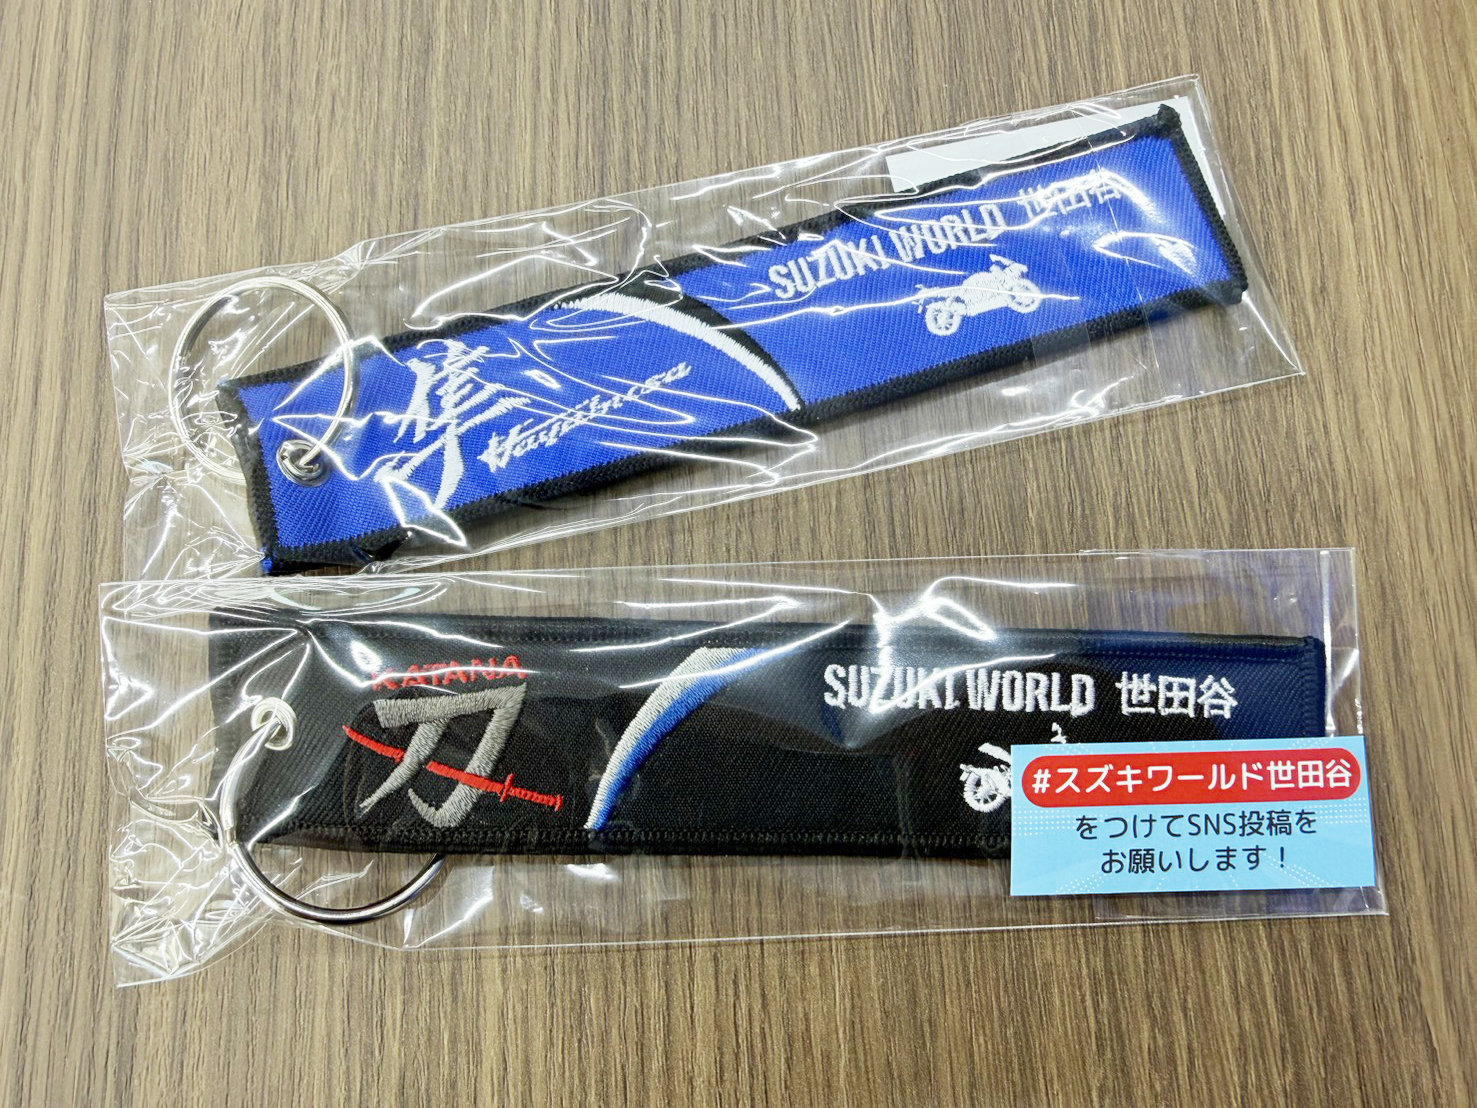 隼
Hayabusa
SUZUKI WORLD 世田谷
KATANA
刀
SUZUKI WORLD 世田谷
#スズキワールド世田谷
をつけてSNS投稿を
お願いします！